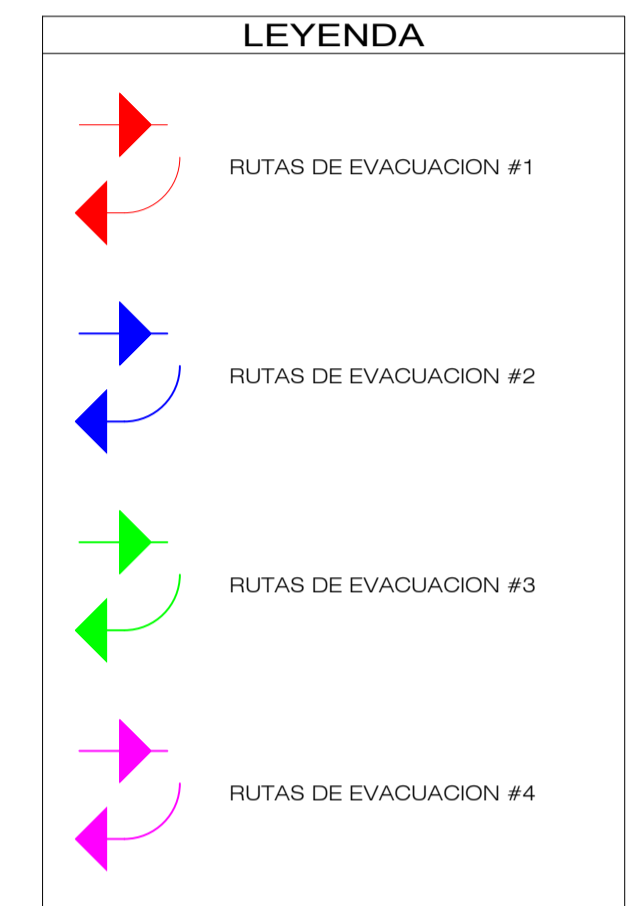 LEYENDA
RUTAS DE EVACUACION #1
RUTAS DE EVACUACION #2
RUTAS DE EVACUACION #3
RUTAS DE EVACUACION #4